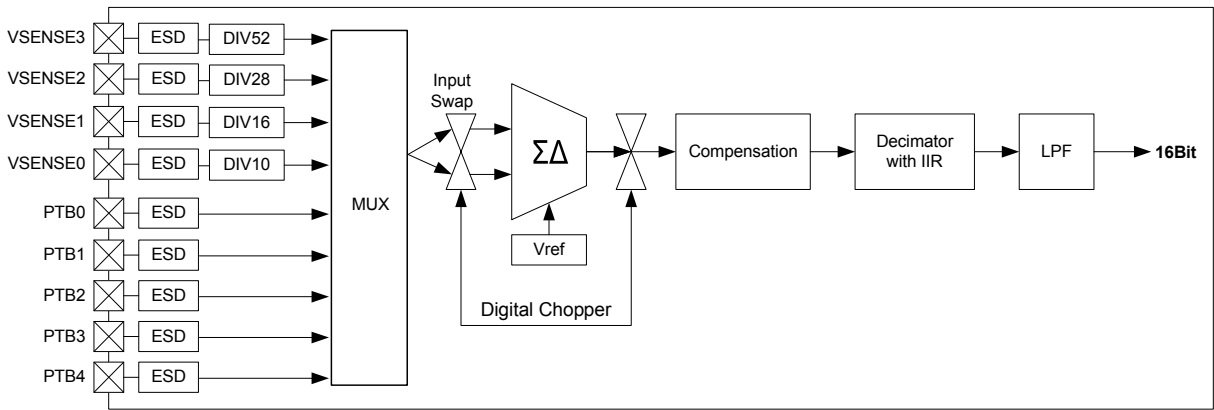 VSENSE3 ESD DIV52
VSENSE2 ESD DIV28
VSENSE1 ESD DIV16
VSENSE0 ESD DIV10
PTB0 ESD
PTB1 ESD
PTB2 ESD
PTB3 ESD
PTB4 ESD
MUX
Input
Swap
ΣΔ
Vref
Digital Chopper
Compensation
Decimator
with IIR
LPF
16Bit